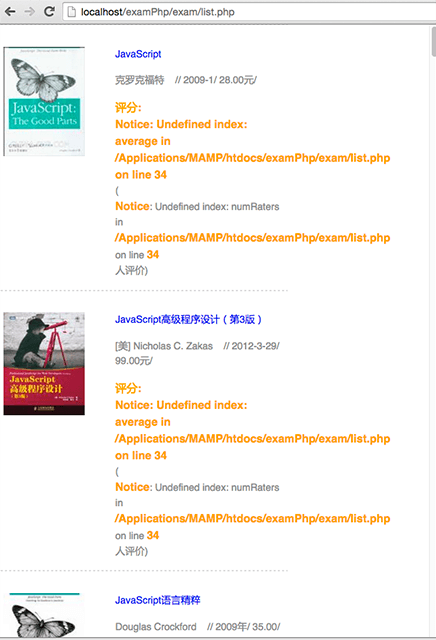 localhost/examPhp/exam/list.php
JavaScript
克罗克福特 // 2009-1/ 28.00元/
JavaScript:
The Good Parts
评分:
Notice: Undefined index:
average in
/Applications/MAMP/htdocs/examPhp/exam/list.php
on line 34
(
Notice: Undefined index: numRaters
in
/Applications/MAMP/htdocs/examPhp/exam/list.php
on line 34
人评价)
JavaScript高级程序设计（第3版）
[美] Nicholas C. Zakas // 2012-3-29/
99.00元/
JavaScript
高级程序设计
(第3版)
评分:
Notice: Undefined index:
average in
/Applications/MAMP/htdocs/examPhp/exam/list.php
on line 34
(
Notice: Undefined index: numRaters
in
/Applications/MAMP/htdocs/examPhp/exam/list.php
on line 34
人评价)
JavaScript语言精粹
Douglas Crockford // 2009年/ 35.00/